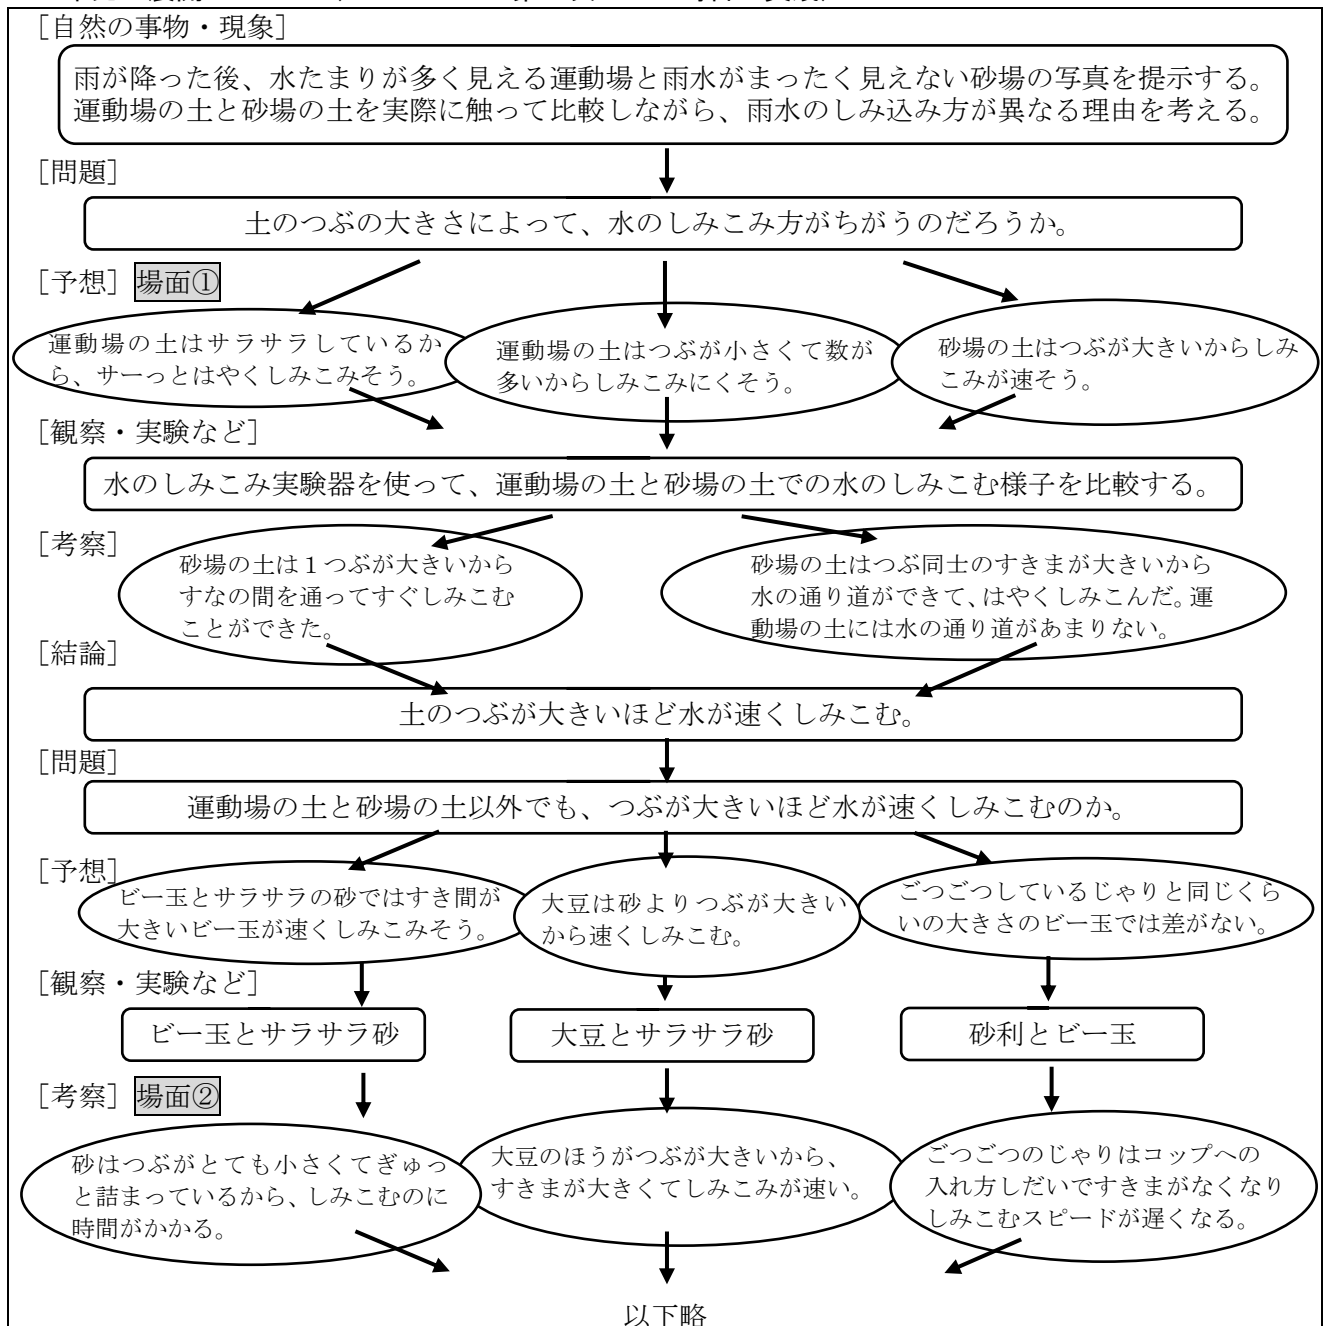 ［自然の事物・現象］
雨が降った後、水たまりが多く見える運動場と雨水がまったく見えない砂場の写真を提示する。
運動場の土と砂場の土を実際に触って比較しながら、雨水のしみ込み方が異なる理由を考える。
［問題］
土のつぶの大きさによって、水のしみこみ方がちがうのだろうか。
［予想］場面①
運動場の土はサラサラしているか
ら、サーっとはやくしみこみそう。
運動場の土はつぶが小さくて数が
多いからしみこみにくそう。
砂場の土はつぶが大きいからしみ
こみが速そう。
［観察・実験など］
水のしみこみ実験器を使って、運動場の土と砂場の土での水のしみこむ様子を比較する。
［考察］
砂場の土は１つぶが大きいから
すなの間を通ってすぐしみこむ
ことができた。
砂場の土はつぶ同士のすきまが大きいから
水の通り道ができて、はやくしみこんだ。運
動場の土には水の通り道があまりない。
［結論］
土のつぶが大きいほど水が速くしみこむ。
［問題］
運動場の土と砂場の土以外でも、つぶが大きいほど水が速くしみこむのか。
［予想］
ビー玉とサラサラの砂ではすき間が
大きいビー玉が速くしみこみそう。
大豆は砂よりつぶが大きい
から速くしみこむ。
ごつごつしているじゃりと同じくら
いの大きさのビー玉では差がない。
［観察・実験など］
ビー玉とサラサラ砂
大豆とサラサラ砂
砂利とビー玉
［考察］場面②
砂はつぶがとても小さくてぎゅっ
と詰まっているから、しみこむのに
時間がかかる。
大豆のほうがつぶが大きいから、
すきまが大きくてしみこみが速い。
ごつごつのじゃりはコップへの
入れ方しだいですきまがなくなり
しみこむスピードが遅くなる。
以下略